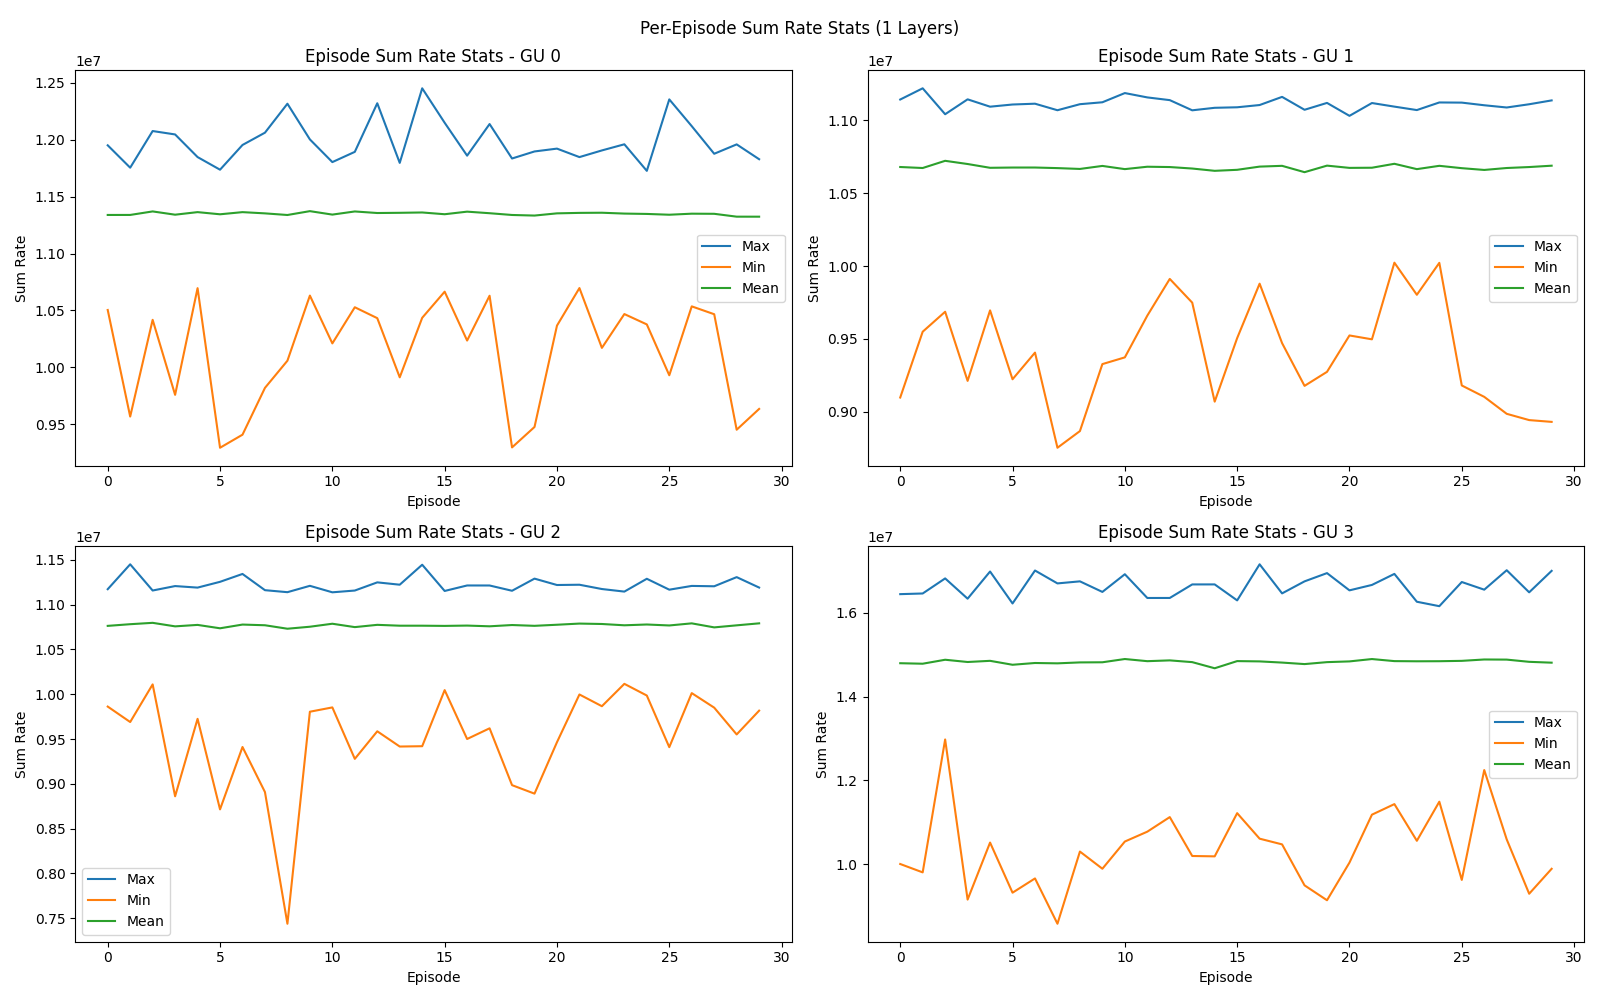 Per-Episode Sum Rate Stats (1 Layers)
Episode Sum Rate Stats - GU 0
1e7
1.25
1.20
1.15
1.10
1.05
1.00
0.95
Sum Rate
Max
Min
Mean
0 5 10 15 20 25 30
Episode
Episode Sum Rate Stats - GU 1
1e7
1.10
1.05
1.00
0.95
0.90
Sum Rate
Max
Min
Mean
0 5 10 15 20 25 30
Episode
Episode Sum Rate Stats - GU 2
1e7
1.15
1.10
1.05
1.00
0.95
0.90
0.85
0.80
0.75
Sum Rate
Max
Min
Mean
0 5 10 15 20 25 30
Episode
Episode Sum Rate Stats - GU 3
1e7
1.6
1.4
1.2
1.0
Sum Rate
Max
Min
Mean
0 5 10 15 20 25 30
Episode